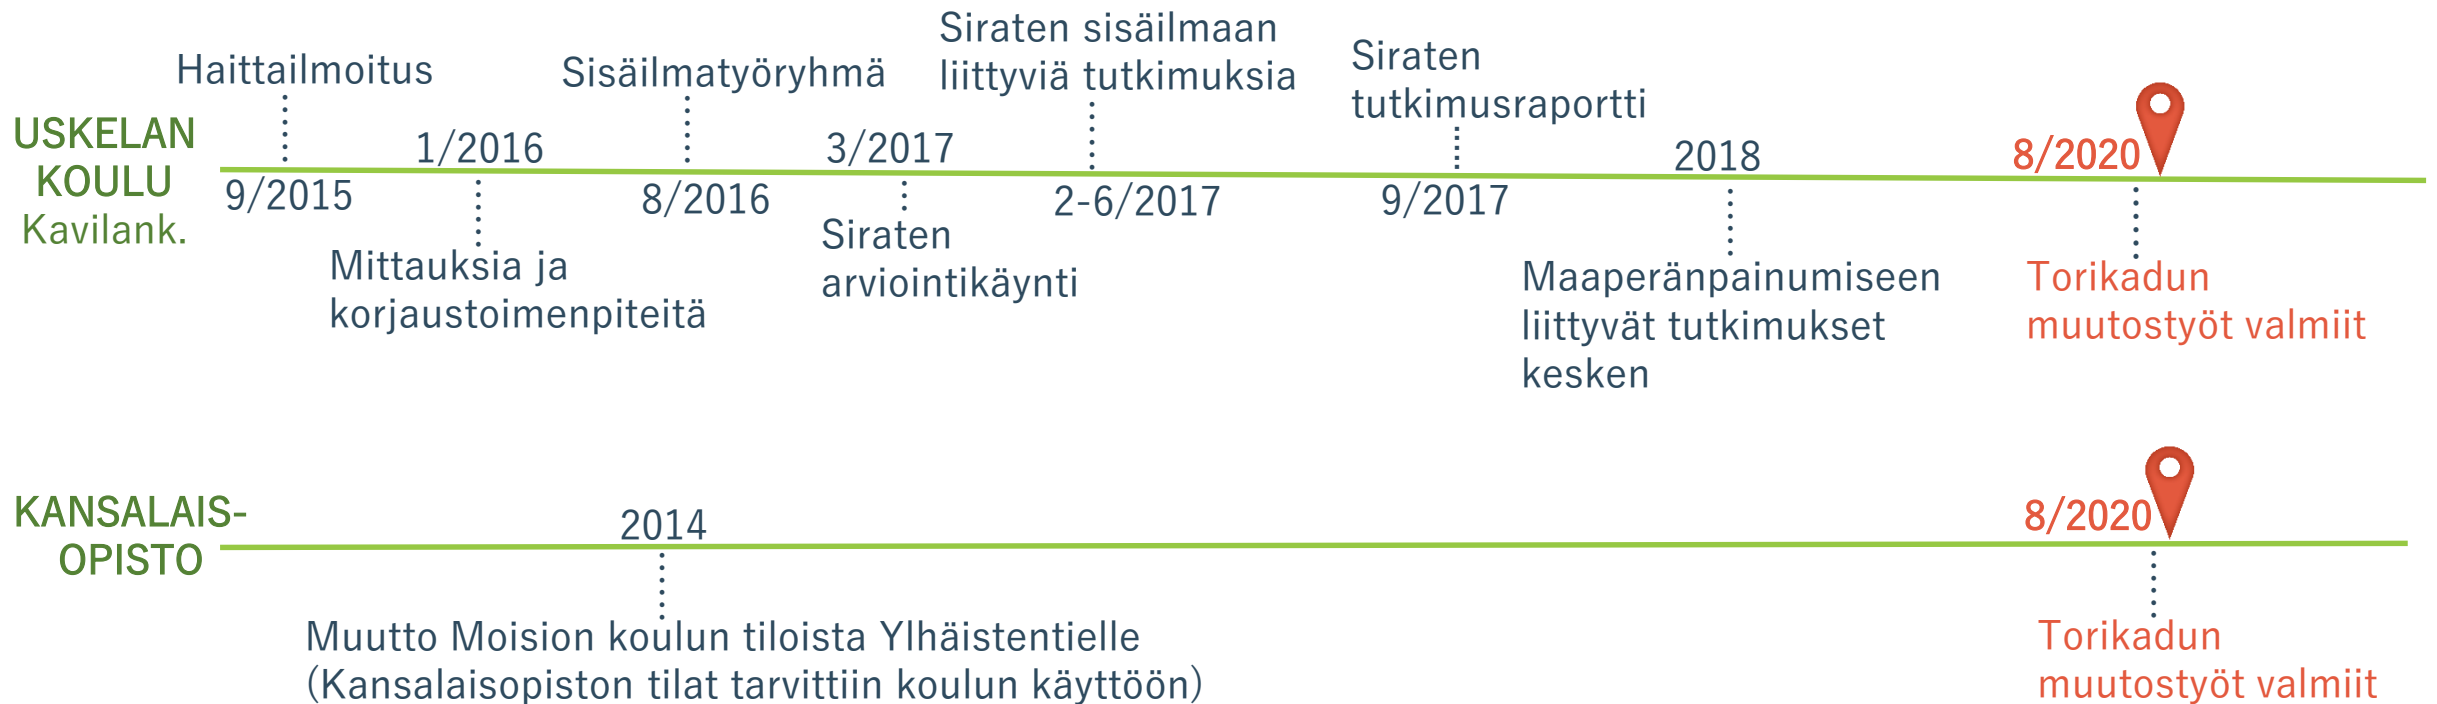 USKELAN
KOULU
Kavilank.
Haittailmoitus
9/2015
1/2016
Mittauksia ja
korjaustoimenpiteitä
Sisäilmatyöryhmä
8/2016
3/2017
Siraten
arviointikäynti
Siraten sisäilmaan
liittyviä tutkimuksia
2-6/2017
Siraten
tutkimusraportti
9/2017
2018
Maaperänpainumiseen
liittyvät tutkimukset
kesken
8/2020
Torikadun
muutostyöt valmiit
KANSALAIS-
OPISTO
2014
Muutto Moision koulun tiloista Ylhäistentielle
(Kansalaisopiston tilat tarvittiin koulun käyttöön)
8/2020
Torikadun
muutostyöt valmiit